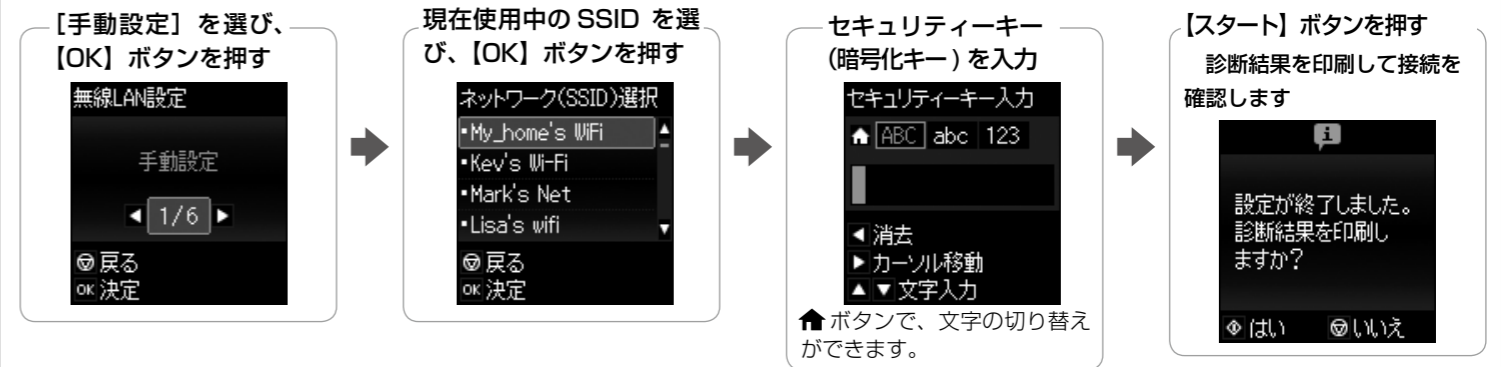 [手動設定] を選び、
【OK】ボタンを押す
無線LAN設定
手動設定
◀ 1/6 ▶
戻る
OK 決定
現在使用中の SSID を選
び、【OK】ボタンを押す
ネットワーク(SSID)選択
▪My_home's WiFi
▪Kev's Wi-Fi
▪Mark's Net
▪Lisa's wifi
戻る
OK 決定
セキュリティーキー
(暗号化キー) を入力
セキュリティーキー入力
ABC abc 123
◀ 消去
▶ カーソル移動
▲ ▼ 文字入力
ボタンで、文字の切り替え
ができます。
【スタート】ボタンを押す
診断結果を印刷して接続を
確認します
i
設定が終了しました。
診断結果を印刷し
ますか?
はい いいえ